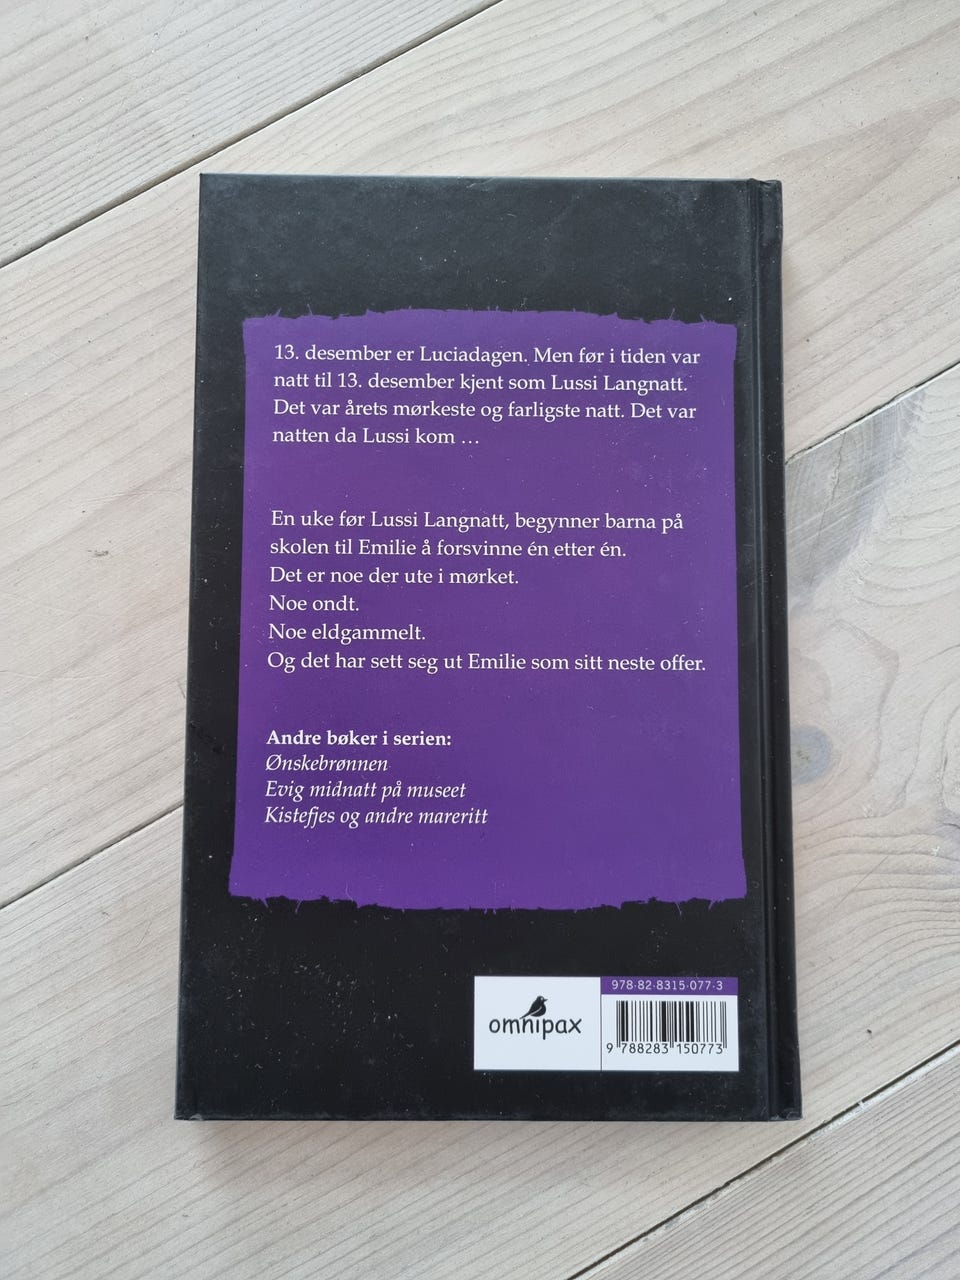 13. desember er Luciadagen. Men før i tiden var
natt til 13. desember kjent som Lussi Langnatt.
Det var årets mørkeste og farligste natt. Det var
natten da Lussi kom …
En uke før Lussi Langnatt, begynner barna på
skolen til Emilie å forsvinne én etter én.
Det er noe der ute i mørket.
Noe ondt.
Noe eldgammelt.
Og det har sett seg ut Emilie som sitt neste offer.
Andre bøker i serien:
Ønskebrønnen
Evig midnatt på museet
Kistefjes og andre mareritt
omnipax
978-82-8315-077-3
9 788283 150773